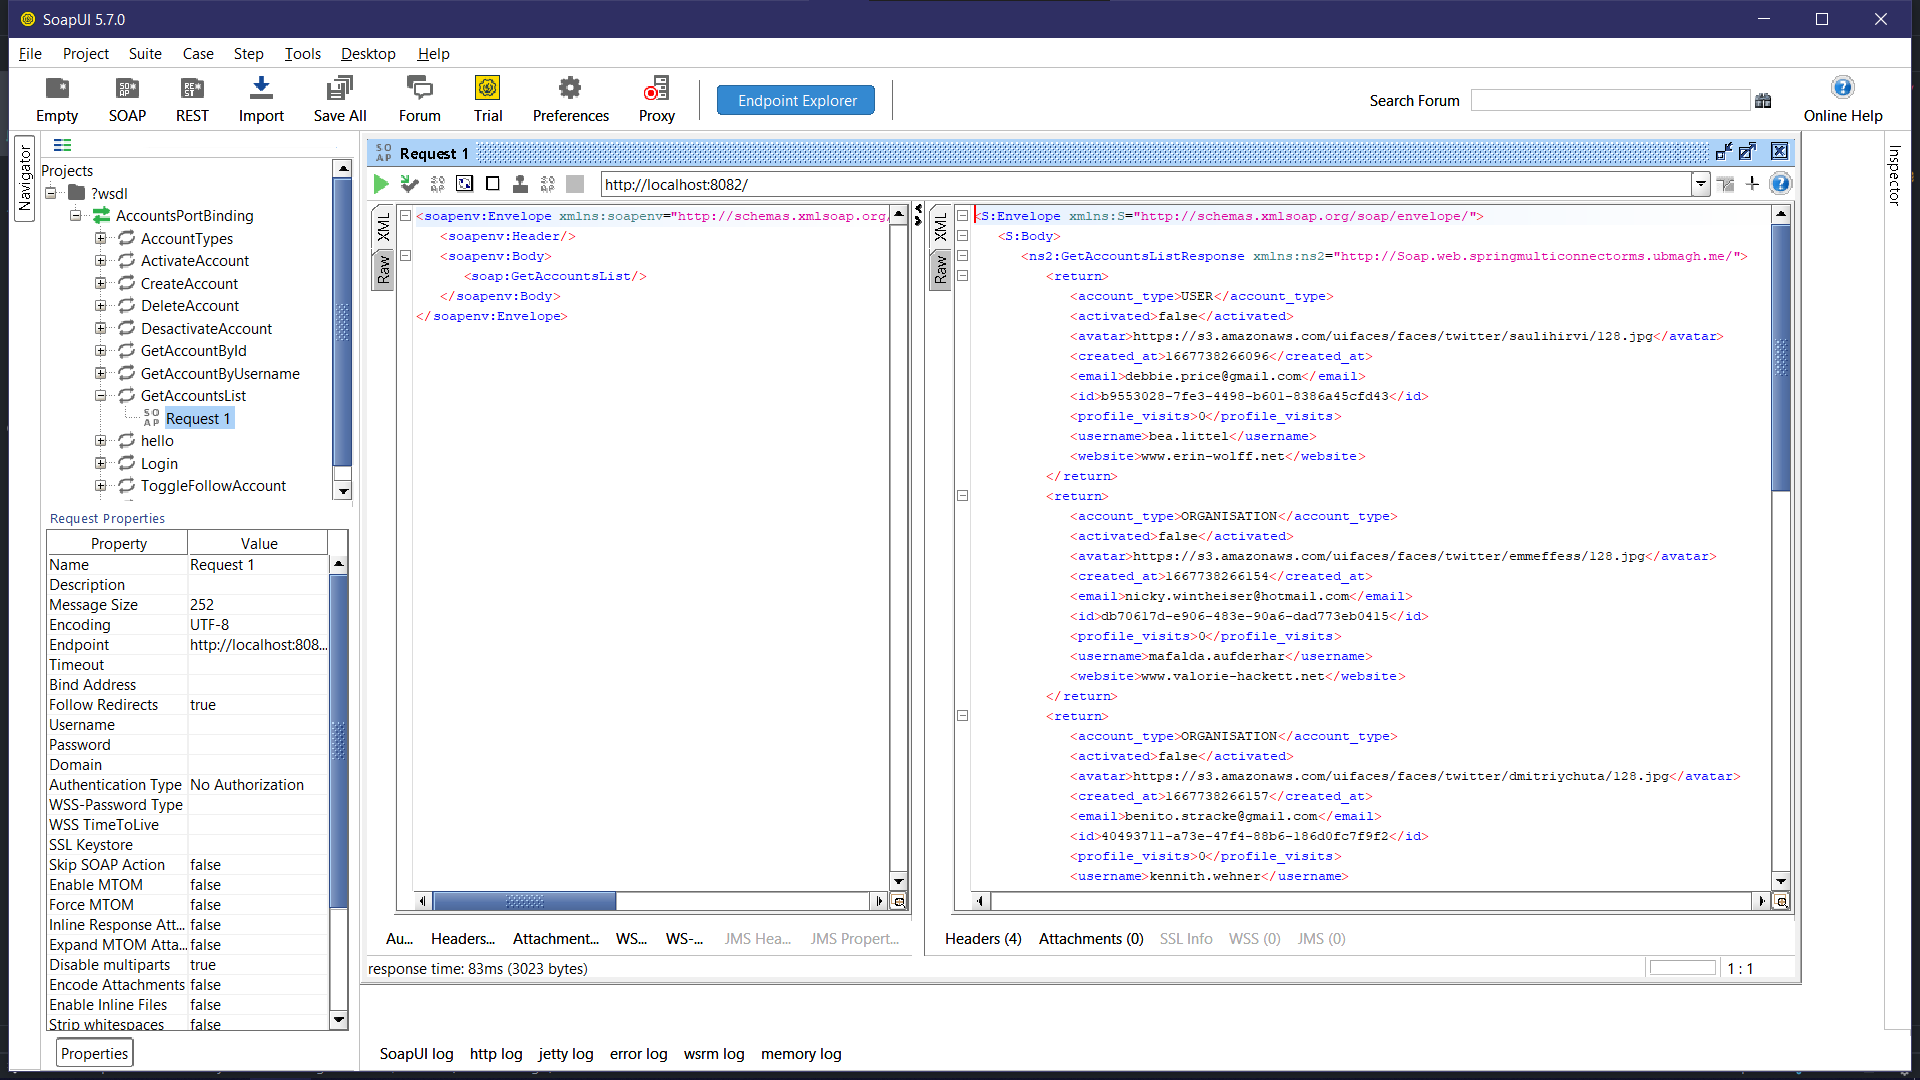 SoapUI 5.7.0
File Project Suite Case Step Tools Desktop Help
Empty SOAP REST Import Save All Forum Trial Preferences Proxy Endpoint Explorer Search Forum Online Help
Navigator
Projects
?wsdl
AccountsPortBinding
AccountTypes
ActivateAccount
CreateAccount
DeleteAccount
DesactivateAccount
GetAccountById
GetAccountByUsername
GetAccountsList
SOAP Request 1
hello
Login
ToggleFollowAccount
Request Properties
Property Value
Name Request 1
Description
Message Size 252
Encoding UTF-8
Endpoint http://localhost:808...
Timeout
Bind Address
Follow Redirects true
Username
Password
Domain
Authentication Type No Authorization
WSS-Password Type
WSS TimeToLive
SSL Keystore
Skip SOAP Action false
Enable MTOM false
Force MTOM false
Inline Response Att... false
Expand MTOM Atta... false
Disable multiparts true
Encode Attachments false
Enable Inline Files false
Strip whitespaces false
Properties
SOAP Request 1
http://localhost:8082/
XML
Raw
<soapenv:Envelope xmlns:soapenv="http://schemas.xmlsoap.org/
<soapenv:Header/>
<soapenv:Body>
<soap:GetAccountsList/>
</soapenv:Body>
</soapenv:Envelope>
Au... Headers... Attachment... WS... WS-... JMS Hea... JMS Propert...
XML
Raw
<S:Envelope xmlns:S="http://schemas.xmlsoap.org/soap/envelope/">
<S:Body>
<ns2:GetAccountsListResponse xmlns:ns2="http://Soap.web.springmulticonnectorms.ubmagh.me/">
<return>
<account_type>USER</account_type>
<activated>false</activated>
<avatar>https://s3.amazonaws.com/uifaces/faces/twitter/saulihirvi/128.jpg</avatar>
<created_at>1667738266096</created_at>
<email>debbie.price@gmail.com</email>
<id>b9553028-7fe3-4498-b601-8386a45cfd43</id>
<profile_visits>0</profile_visits>
<username>bea.littel</username>
<website>www.erin-wolff.net</website>
</return>
<return>
<account_type>ORGANISATION</account_type>
<activated>false</activated>
<avatar>https://s3.amazonaws.com/uifaces/faces/twitter/emmeffess/128.jpg</avatar>
<created_at>1667738266154</created_at>
<email>nicky.wintheiser@hotmail.com</email>
<id>db70617d-e906-483e-90a6-dad773eb0415</id>
<profile_visits>0</profile_visits>
<username>mafalda.aufderhar</username>
<website>www.valorie-hackett.net</website>
</return>
<return>
<account_type>ORGANISATION</account_type>
<activated>false</activated>
<avatar>https://s3.amazonaws.com/uifaces/faces/twitter/dmitriychuta/128.jpg</avatar>
<created_at>1667738266157</created_at>
<email>benito.stracke@gmail.com</email>
<id>40493711-a73e-47f4-88b6-186d0fc7f9f2</id>
<profile_visits>0</profile_visits>
<username>kennith.wehner</username>
Headers (4) Attachments (0) SSL Info WSS (0) JMS (0)
response time: 83ms (3023 bytes)
1 : 1
SoapUI log http log jetty log error log wsrm log memory log
Inspector